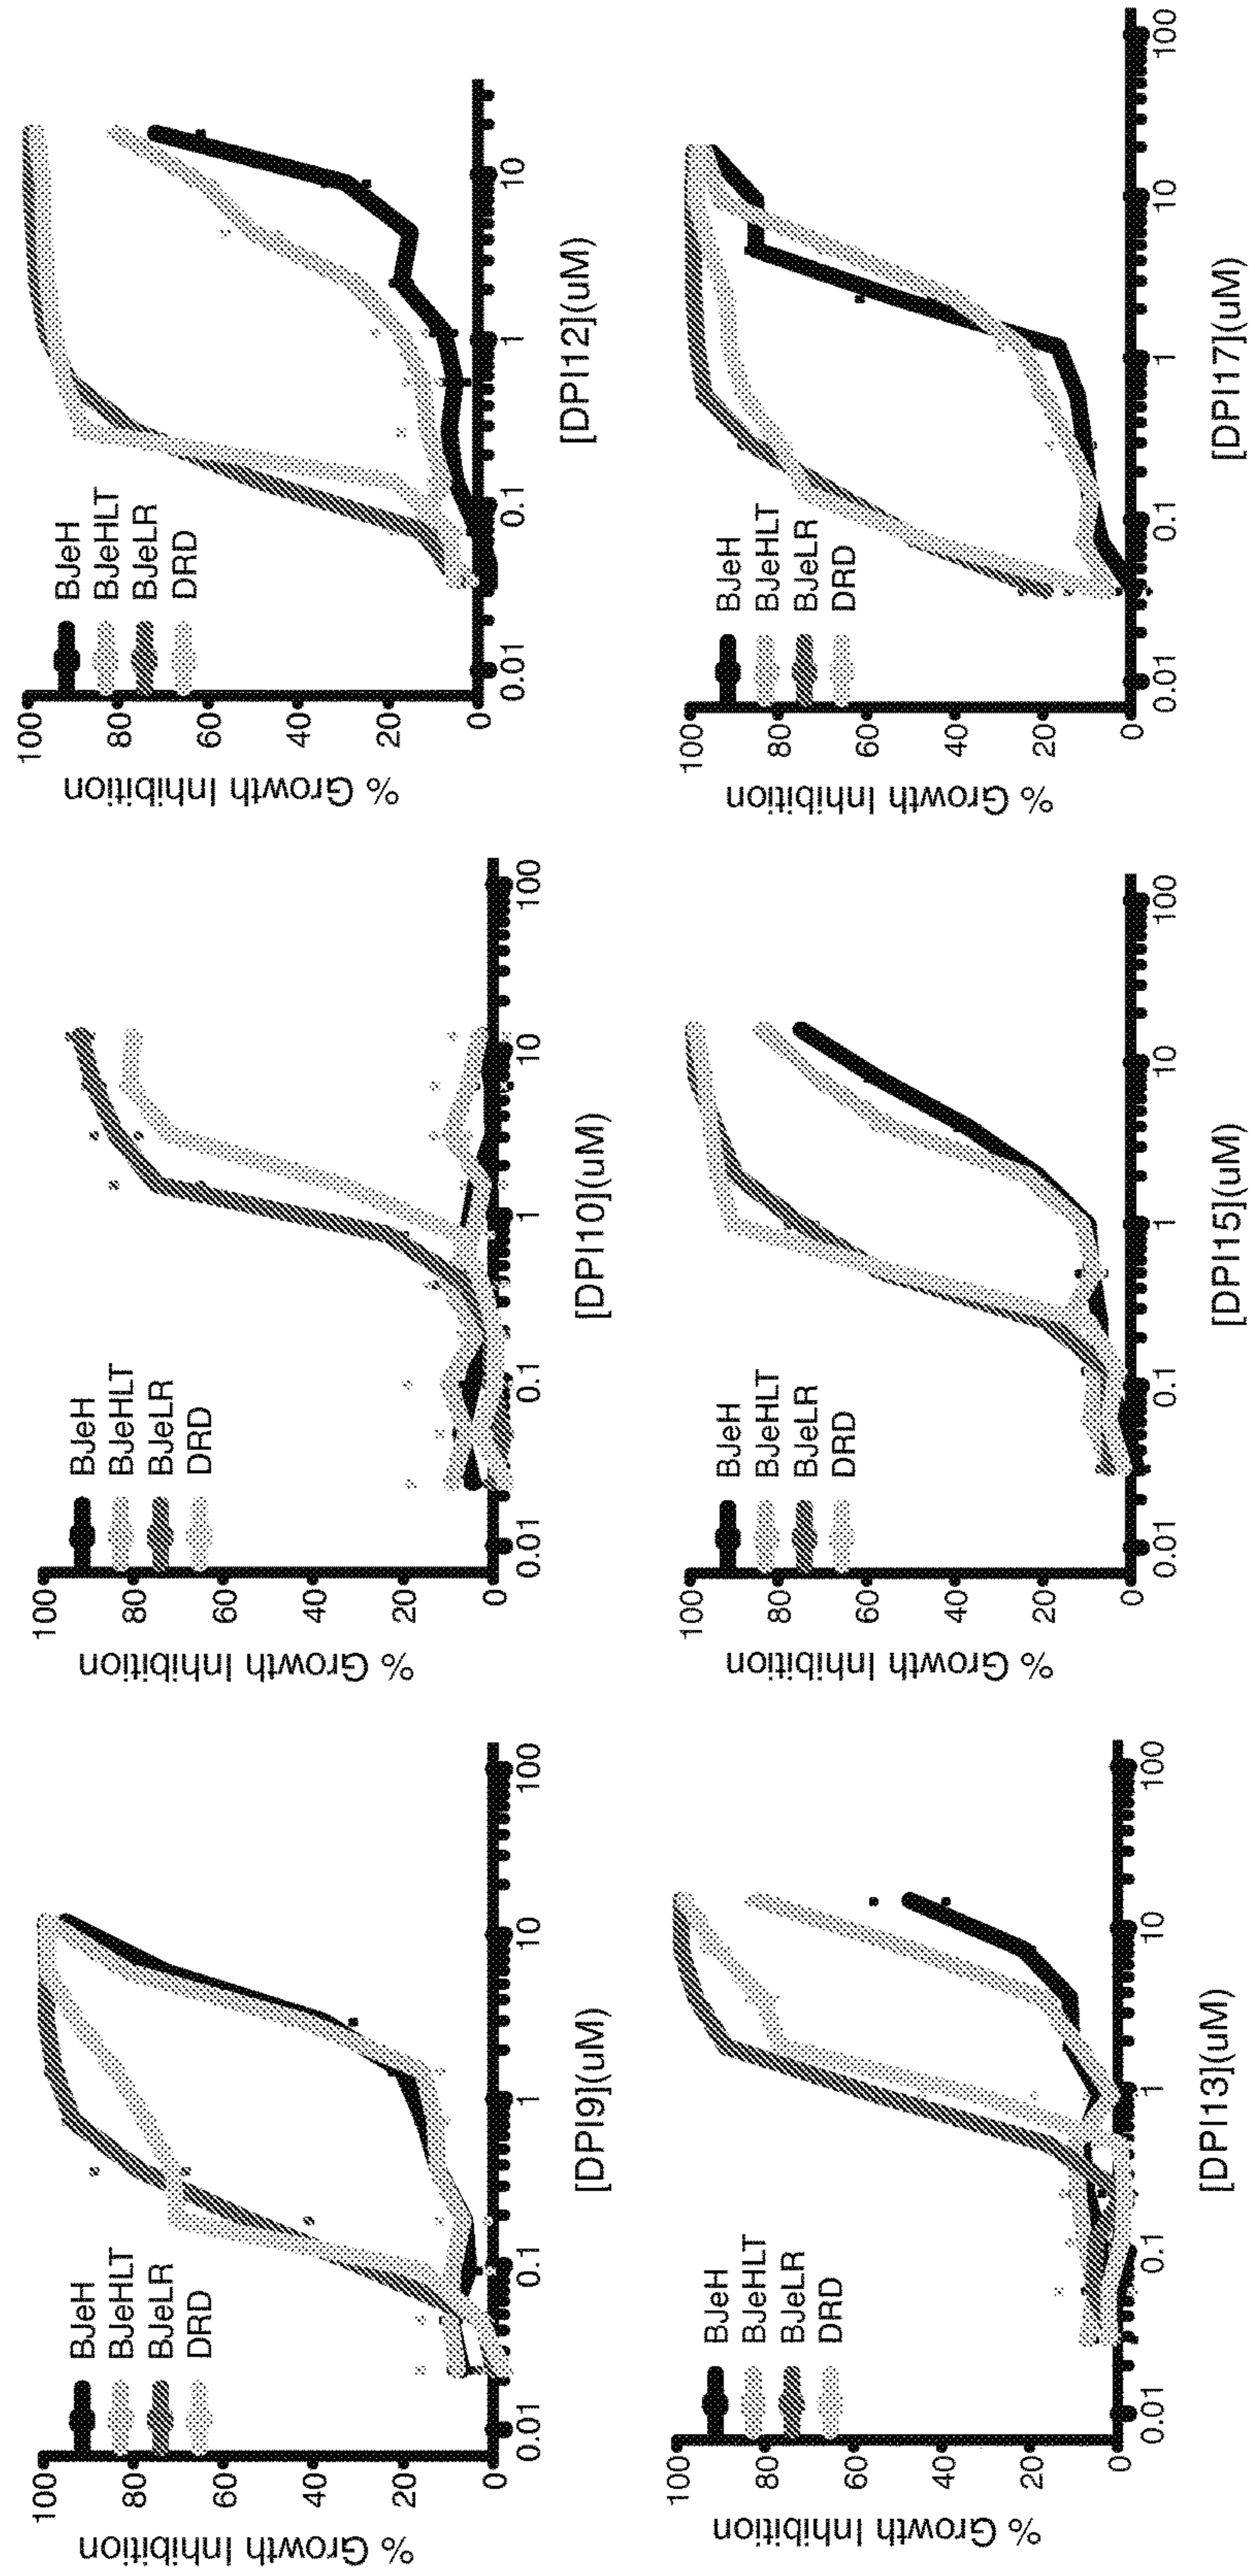 % Growth Inhibition
100
80
60
40
20
0
BJeH
BJeHLT
BJeLR
DRD
0.01 0.1 1 10 100
[DPI9](uM)
% Growth Inhibition
100
80
60
40
20
0
BJeH
BJeHLT
BJeLR
DRD
0.01 0.1 1 10 100
[DPI10](uM)
% Growth Inhibition
100
80
60
40
20
0
BJeH
BJeHLT
BJeLR
DRD
0.01 0.1 1 10
[DPI12](uM)
% Growth Inhibition
100
80
60
40
20
0
BJeH
BJeHLT
BJeLR
DRD
0.01 0.1 1 10 100
[DPI13](uM)
% Growth Inhibition
100
80
60
40
20
0
BJeH
BJeHLT
BJeLR
DRD
0.01 0.1 1 10 100
[DPI15](uM)
% Growth Inhibition
100
80
60
40
20
0
BJeH
BJeHLT
BJeLR
DRD
0.01 0.1 1 10 100
[DPI17](uM)